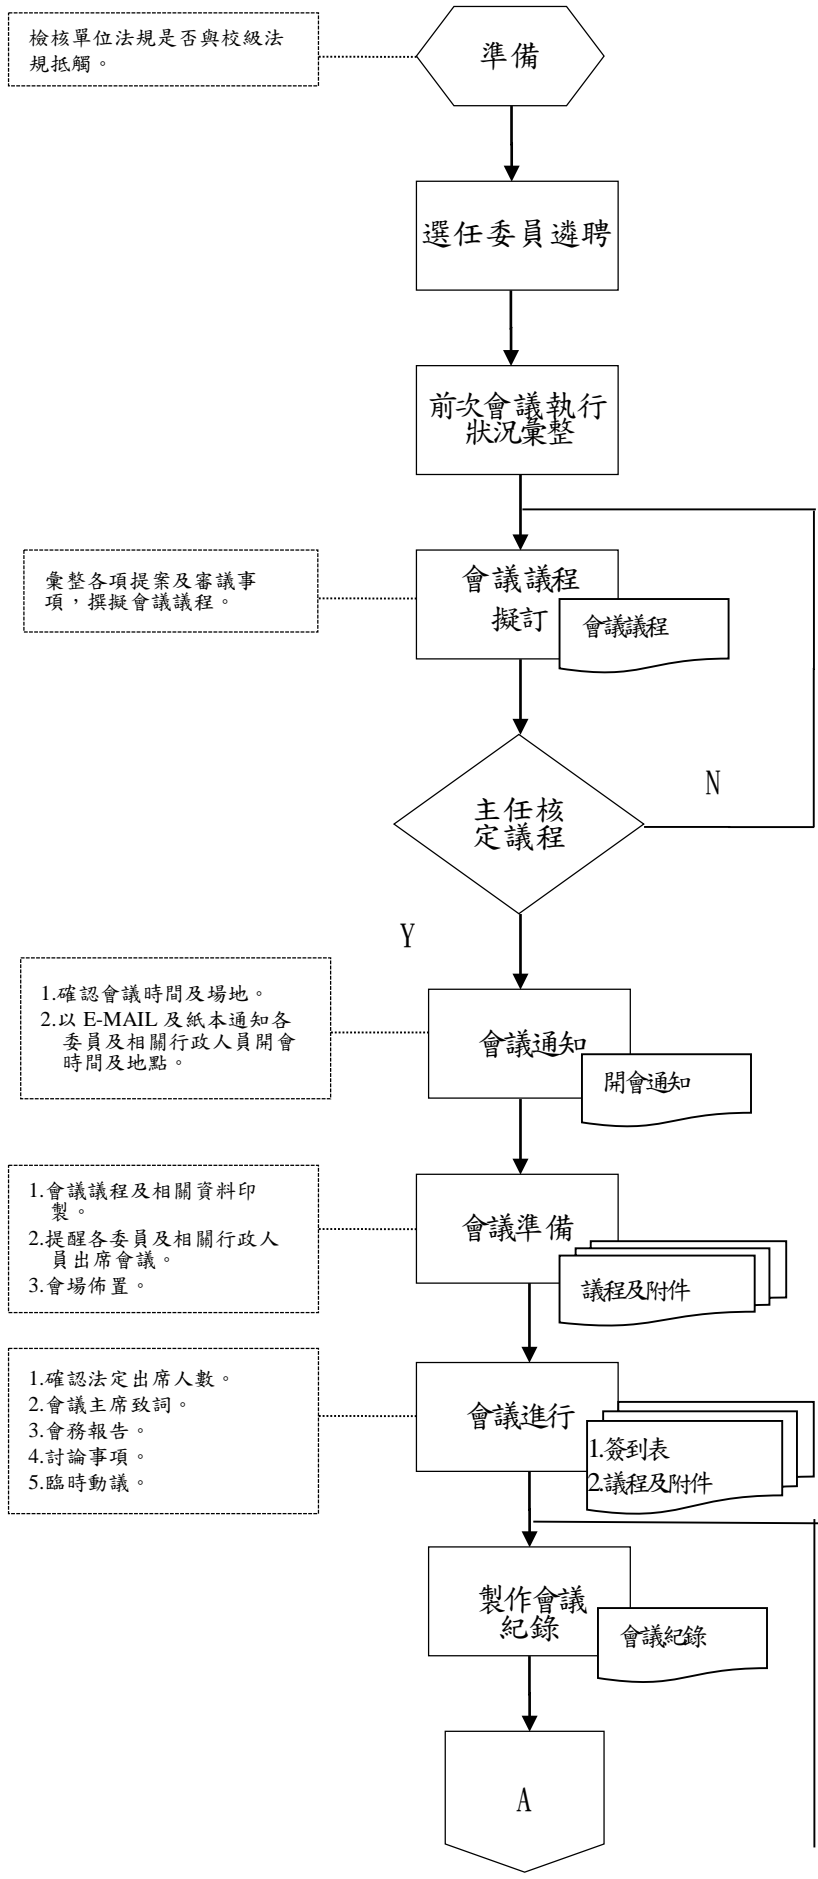 檢核單位法規是否與校級法
規抵觸。
準備
選任委員遴聘
前次會議執行
狀況彙整
彙整各項提案及審議事
項，撰擬會議議程。
會議議程
擬訂
會議議程
主任核
定議程
N
Y
1.確認會議時間及場地。
2.以 E-MAIL 及紙本通知各
委員及相關行政人員開會
時間及地點。
會議通知
開會通知
1.會議議程及相關資料印
製。
2.提醒各委員及相關行政人
員出席會議。
3.會場佈置。
會議準備
議程及附件
1.確認法定出席人數。
2.會議主席致詞。
3.會務報告。
4.討論事項。
5.臨時動議。
會議進行
1.簽到表
2.議程及附件
製作會議
紀錄
會議紀錄
A